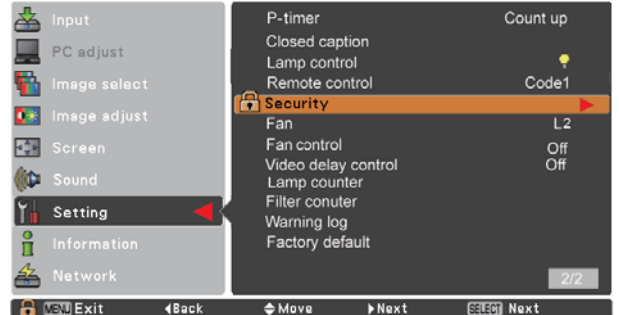 Input
PC adjust
Image select
Image adjust
Screen
Sound
Setting
Information
Network
P-timer Count up
Closed caption
Lamp control
Remote control Code1
Security
Fan L2
Fan control Off
Video delay control Off
Lamp counter
Filter conuter
Warning log
Factory default
2/2
MENU Exit Back Move Next SELECT Next